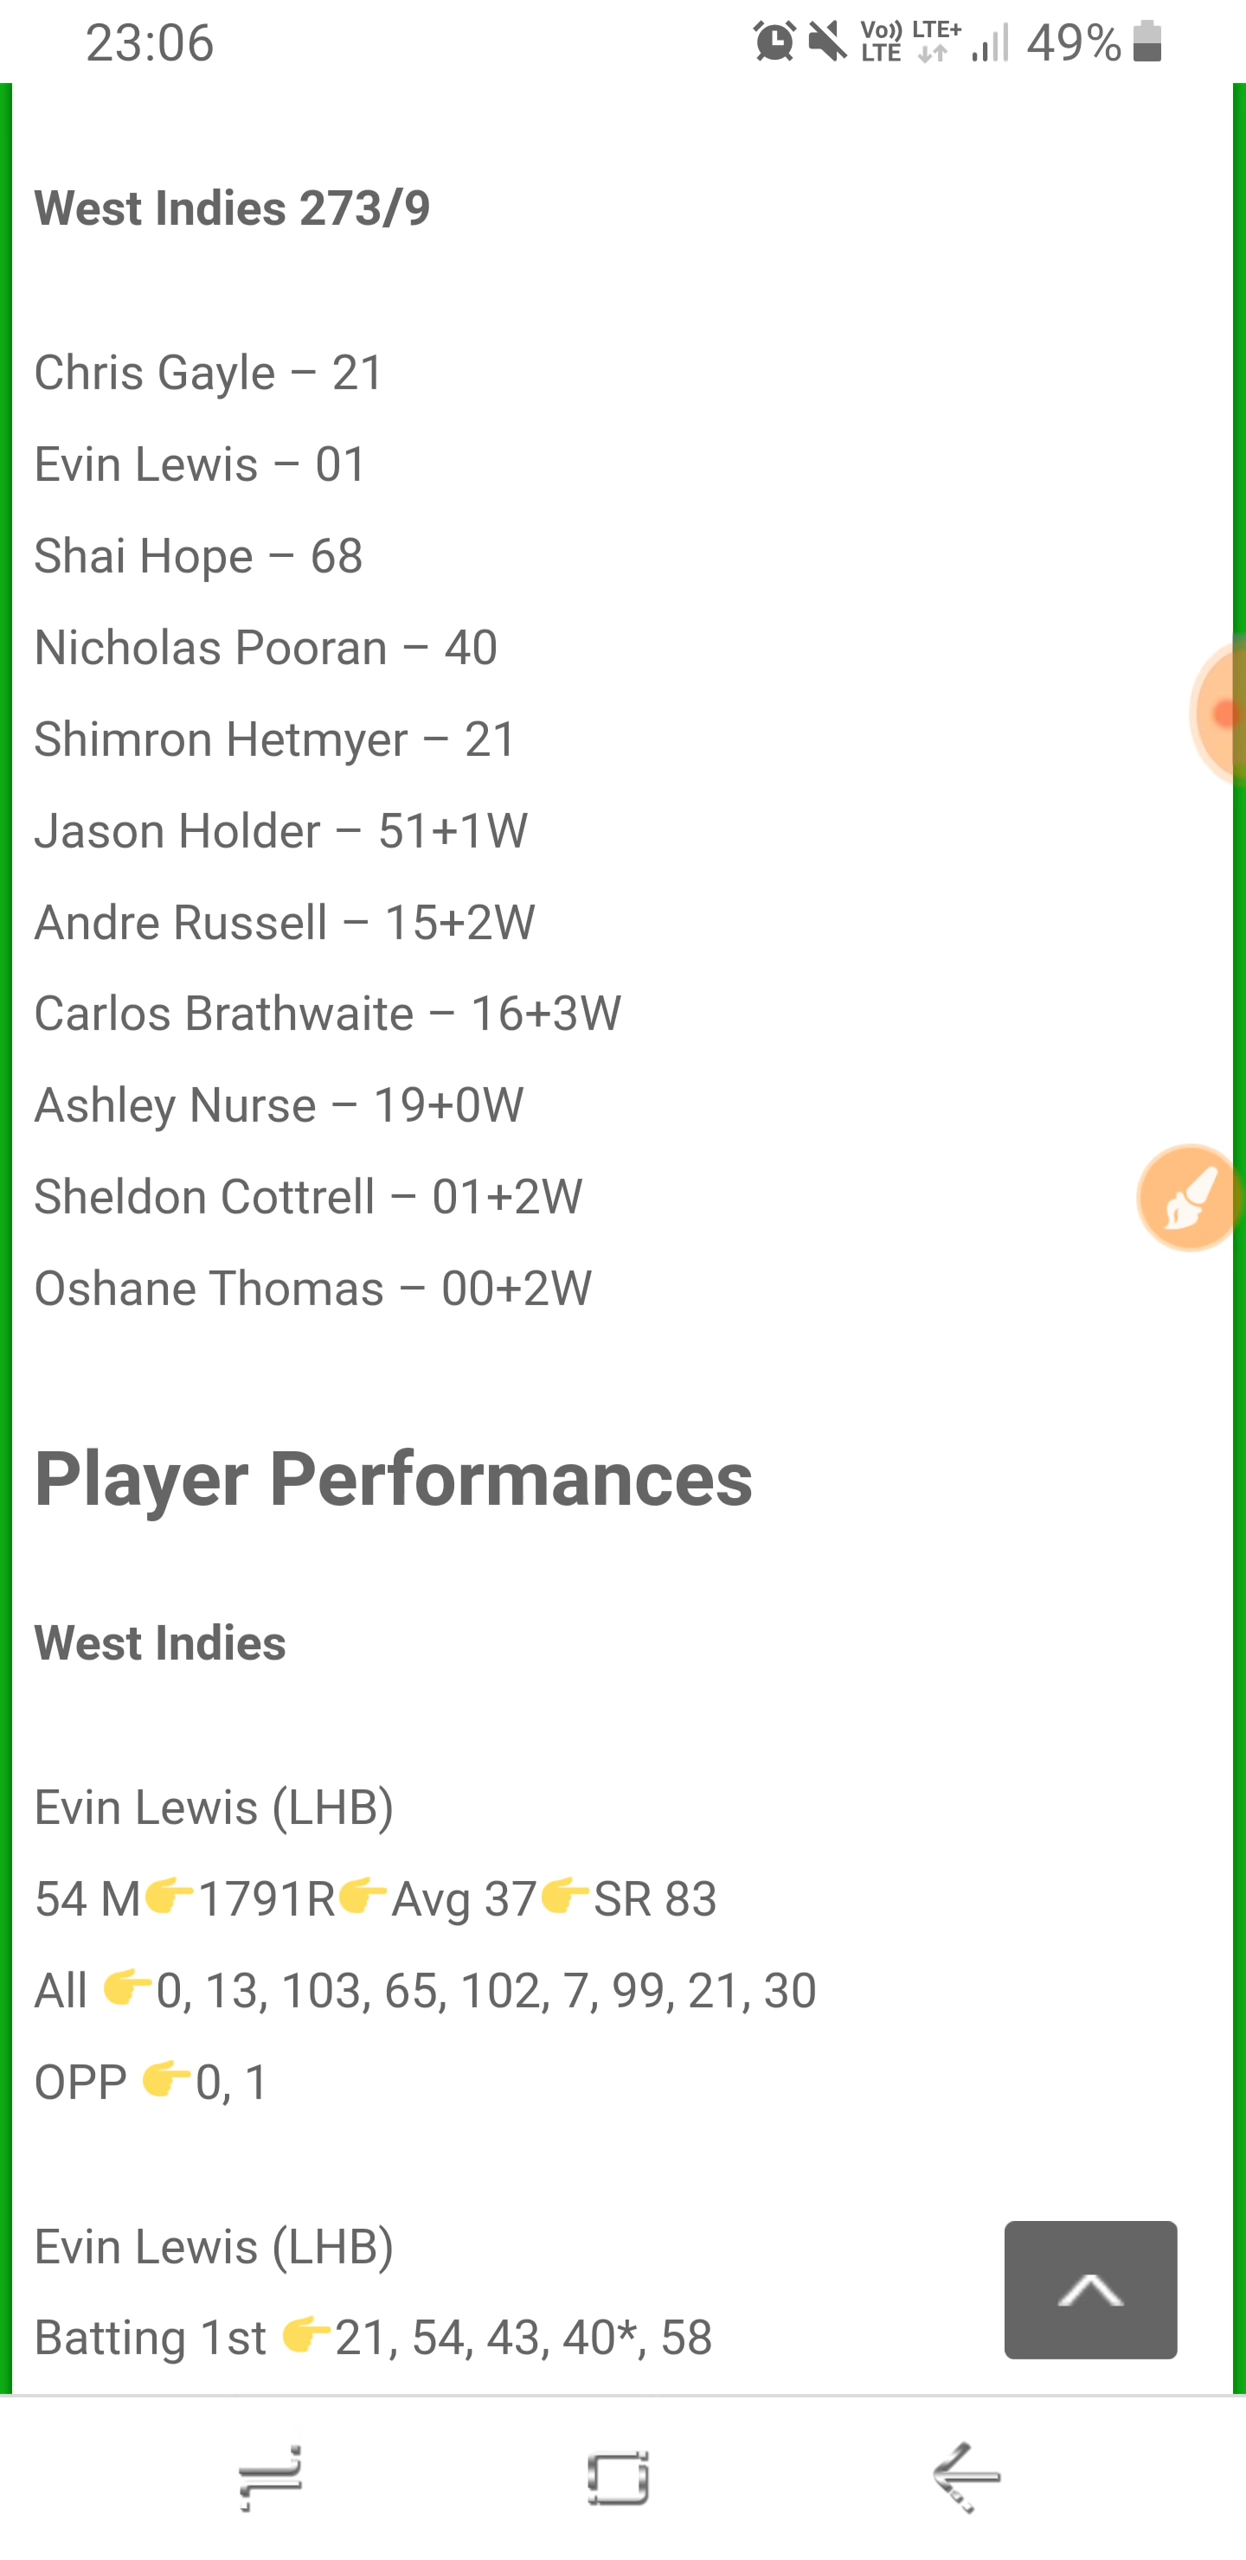 23:06 Vo)) LTE LTE+ 49%
West Indies 273/9
Chris Gayle – 21
Evin Lewis – 01
Shai Hope – 68
Nicholas Pooran – 40
Shimron Hetmyer – 21
Jason Holder – 51+1W
Andre Russell – 15+2W
Carlos Brathwaite – 16+3W
Ashley Nurse – 19+0W
Sheldon Cottrell – 01+2W
Oshane Thomas – 00+2W
Player Performances
West Indies
Evin Lewis (LHB)
54 M👉1791R👉Avg 37👉SR 83
All 👉0, 13, 103, 65, 102, 7, 99, 21, 30
OPP 👉0, 1
Evin Lewis (LHB)
Batting 1st 👉21, 54, 43, 40*, 58